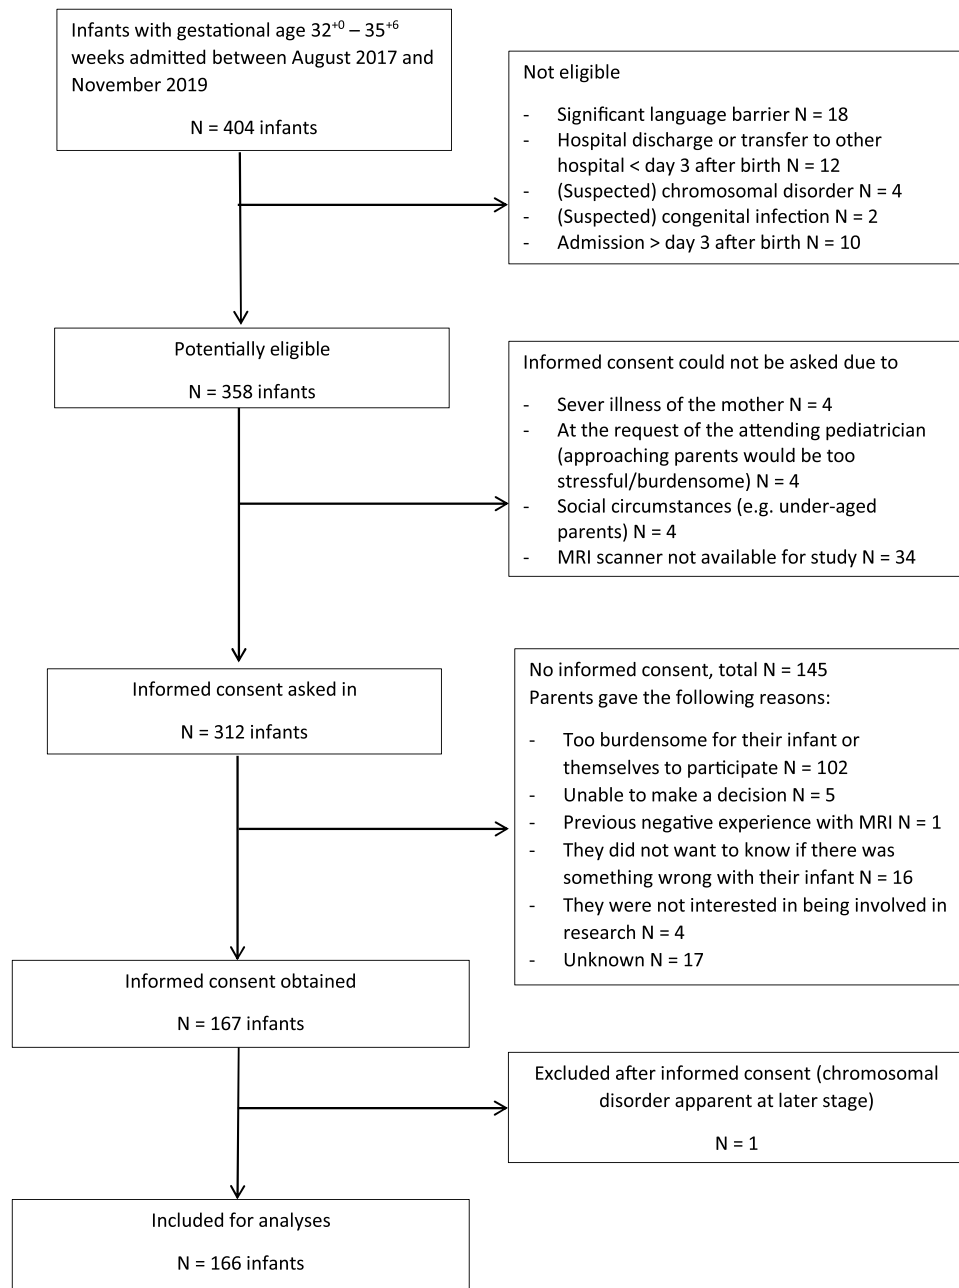 Infants with gestational age 32⁺⁰ – 35⁺⁶
weeks admitted between August 2017 and
November 2019
N = 404 infants
Not eligible
- Significant language barrier N = 18
- Hospital discharge or transfer to other
hospital < day 3 after birth N = 12
- (Suspected) chromosomal disorder N = 4
- (Suspected) congenital infection N = 2
- Admission > day 3 after birth N = 10
Potentially eligible
N = 358 infants
Informed consent could not be asked due to
- Sever illness of the mother N = 4
- At the request of the attending pediatrician
(approaching parents would be too
stressful/burdensome) N = 4
- Social circumstances (e.g. under-aged
parents) N = 4
- MRI scanner not available for study N = 34
Informed consent asked in
N = 312 infants
No informed consent, total N = 145
Parents gave the following reasons:
- Too burdensome for their infant or
themselves to participate N = 102
- Unable to make a decision N = 5
- Previous negative experience with MRI N = 1
- They did not want to know if there was
something wrong with their infant N = 16
- They were not interested in being involved in
research N = 4
- Unknown N = 17
Informed consent obtained
N = 167 infants
Excluded after informed consent (chromosomal
disorder apparent at later stage)
N = 1
Included for analyses
N = 166 infants